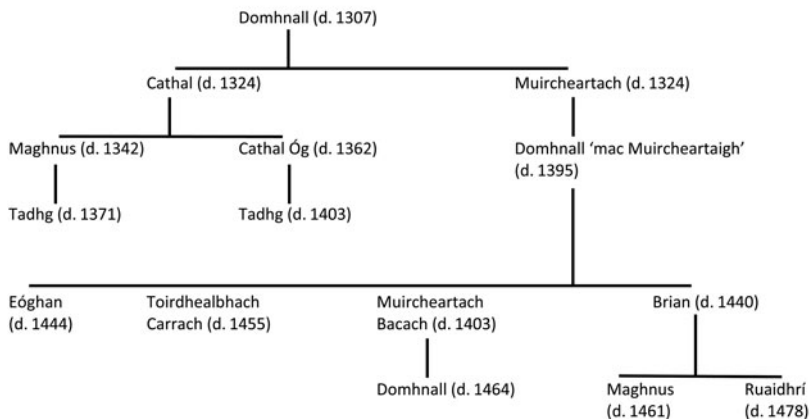 Domhnall (d. 1307)
Cathal (d. 1324)
Muircheartach (d. 1324)
Maghnus (d. 1342)
Cathal Óg (d. 1362)
Domhnall ‘mac Muircheartaigh’
(d. 1395)
Tadhg (d. 1371)
Tadhg (d. 1403)
Eóghan
(d. 1444)
Toirdhealbhach
Carrach (d. 1455)
Muircheartach
Bacach (d. 1403)
Brian (d. 1440)
Domhnall (d. 1464)
Maghnus
(d. 1461)
Ruaidhrí
(d. 1478)